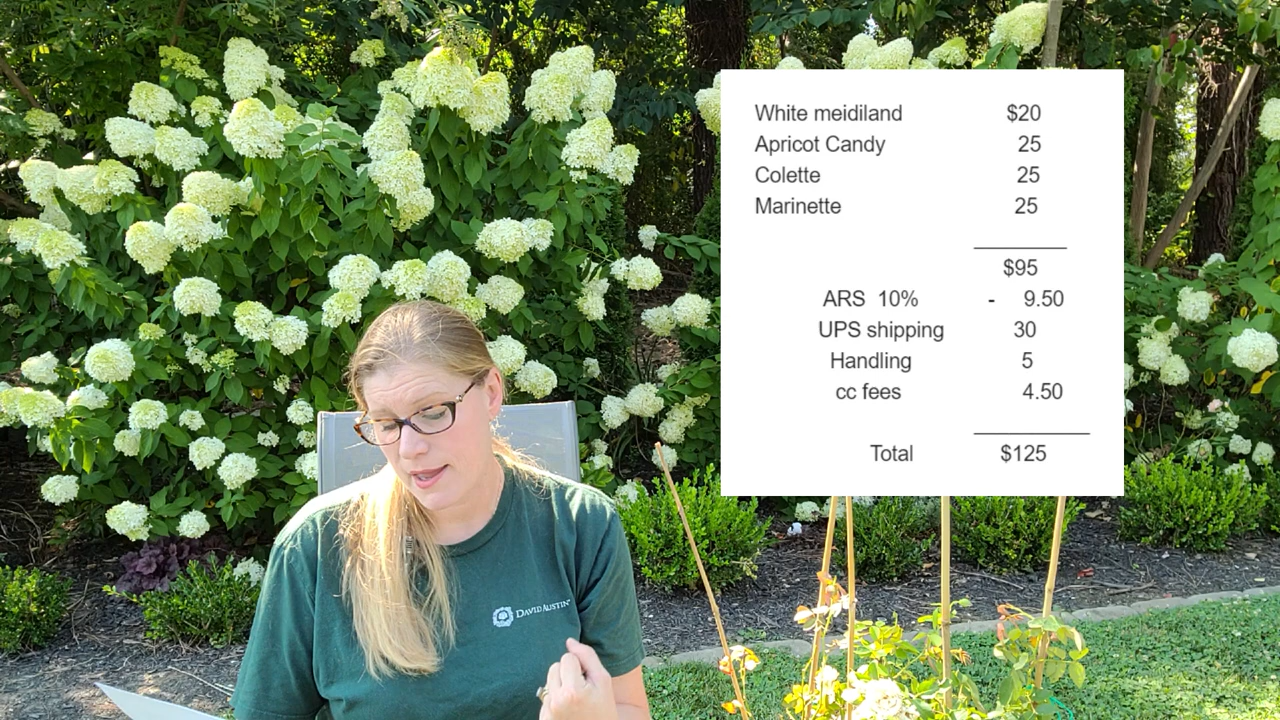 White meidiland $20
Apricot Candy 25
Colette 25
Marinette 25
$95
ARS 10% - 9.50
UPS shipping 30
Handling 5
cc fees 4.50
Total $125
DAVID AUSTIN